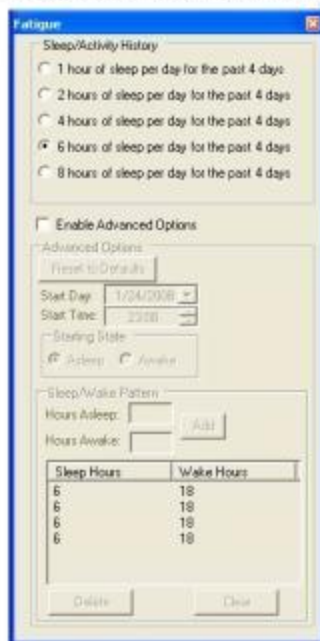 Fatigue
Sleep/Activity History
1 hour of sleep per day for the past 4 days
2 hours of sleep per day for the past 4 days
4 hours of sleep per day for the past 4 days
6 hours of sleep per day for the past 4 days
8 hours of sleep per day for the past 4 days
Enable Advanced Options
Advanced Options
Reset to Defaults
Start Day: 1/24/2008
Start Time: 2308
Starting State
Asleep Awake
Sleep/Wake Pattern
Hours Asleep:
Add
Hours Awake:
Sleep Hours Wake Hours
6 18
6 18
6 18
6 18
Delete Clear